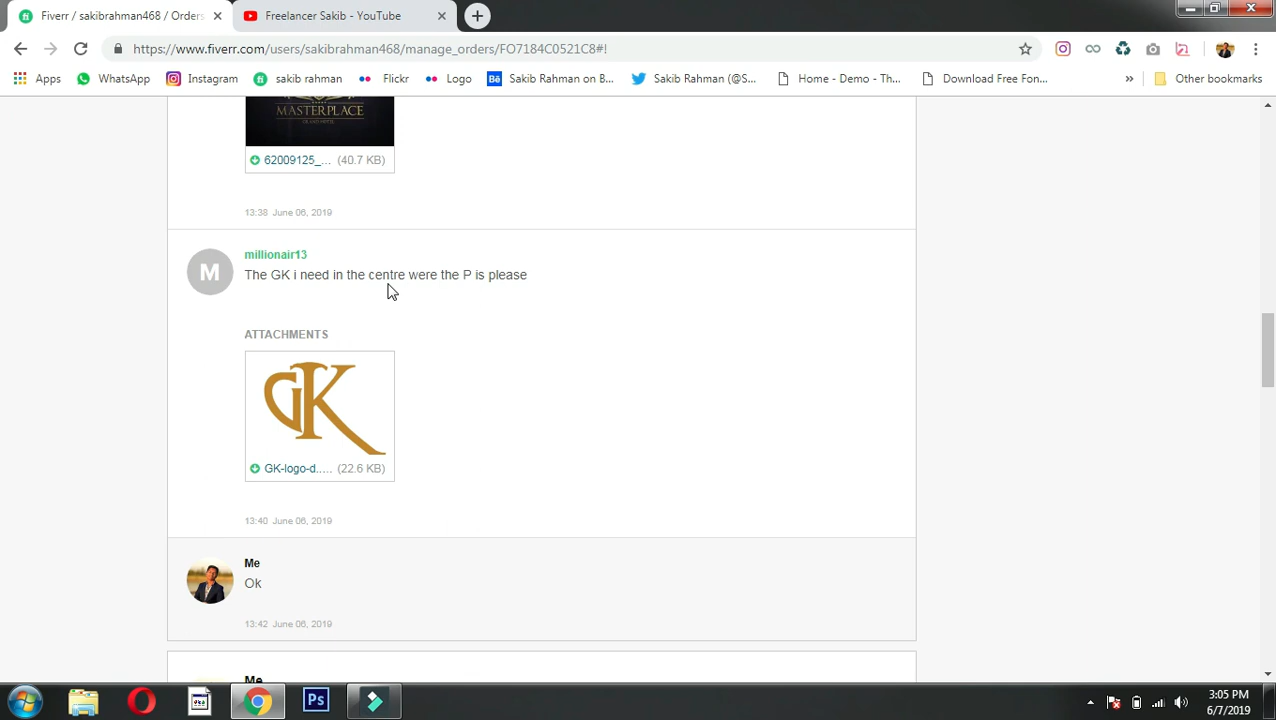 Fiverr / sakibrahman468 / Orders
Freelancer Sakib - YouTube
https://www.fiverr.com/users/sakibrahman468/manage_orders/FO7184C0521C8#!
Apps
WhatsApp
Instagram
sakib rahman
Flickr
Logo
Sakib Rahman on B...
Sakib Rahman (@S...
Home - Demo - Th...
Download Free Fon...
»
Other bookmarks
MASTERPLACE
62009125_... (40.7 KB)
13:38 June 06, 2019
M
millionair13
The GK i need in the centre were the P is please
ATTACHMENTS
GK
GK-logo-d..... (22.6 KB)
13:40 June 06, 2019
Me
Ok
13:42 June 06, 2019
Me
Ps
3:05 PM
6/7/2019